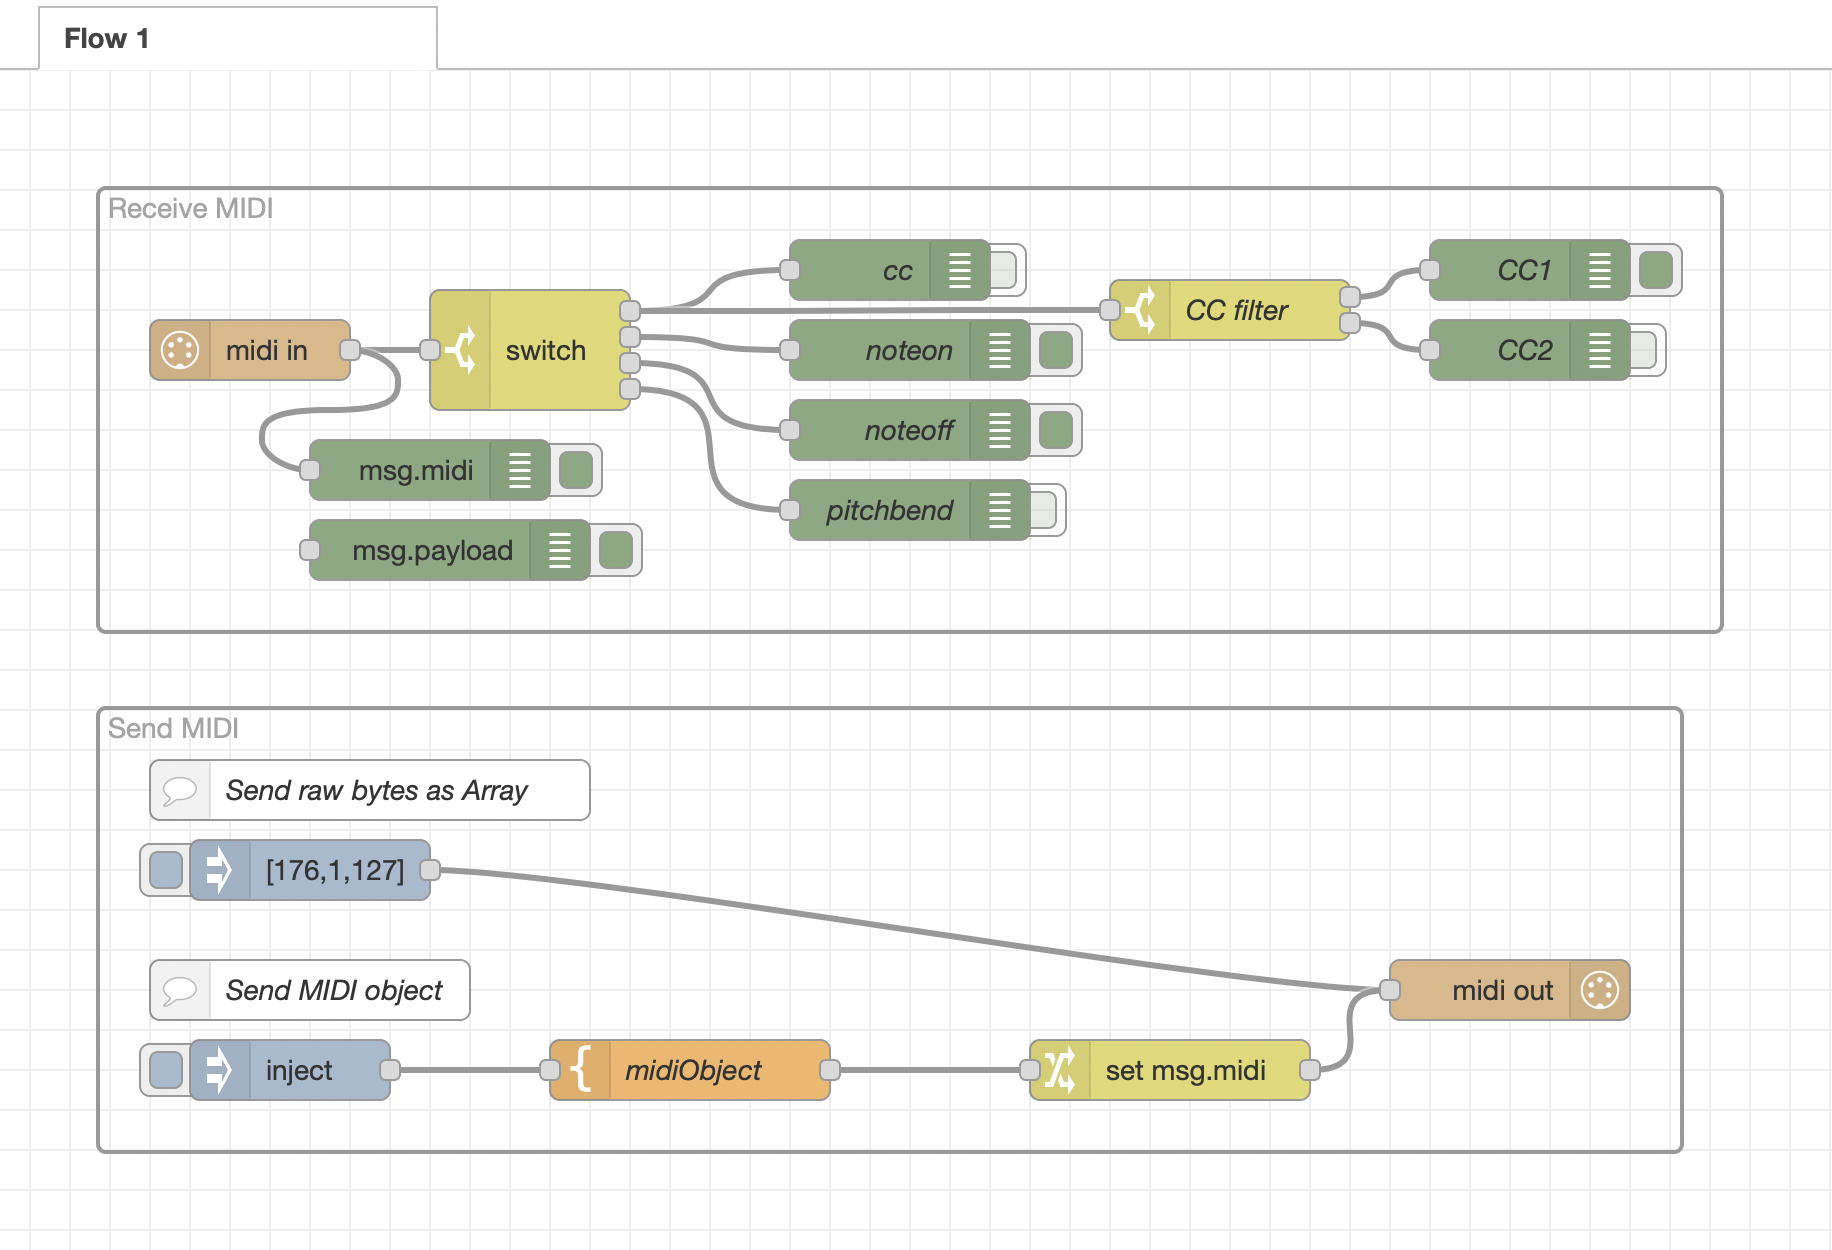 Flow 1
Receive MIDI
cc
CC1
CC filter
midi in
switch
noteon
CC2
noteoff
msg.midi
pitchbend
msg.payload
Send MIDI
Send raw bytes as Array
[176,1,127]
Send MIDI object
midi out
inject
midiObject
set msg.midi